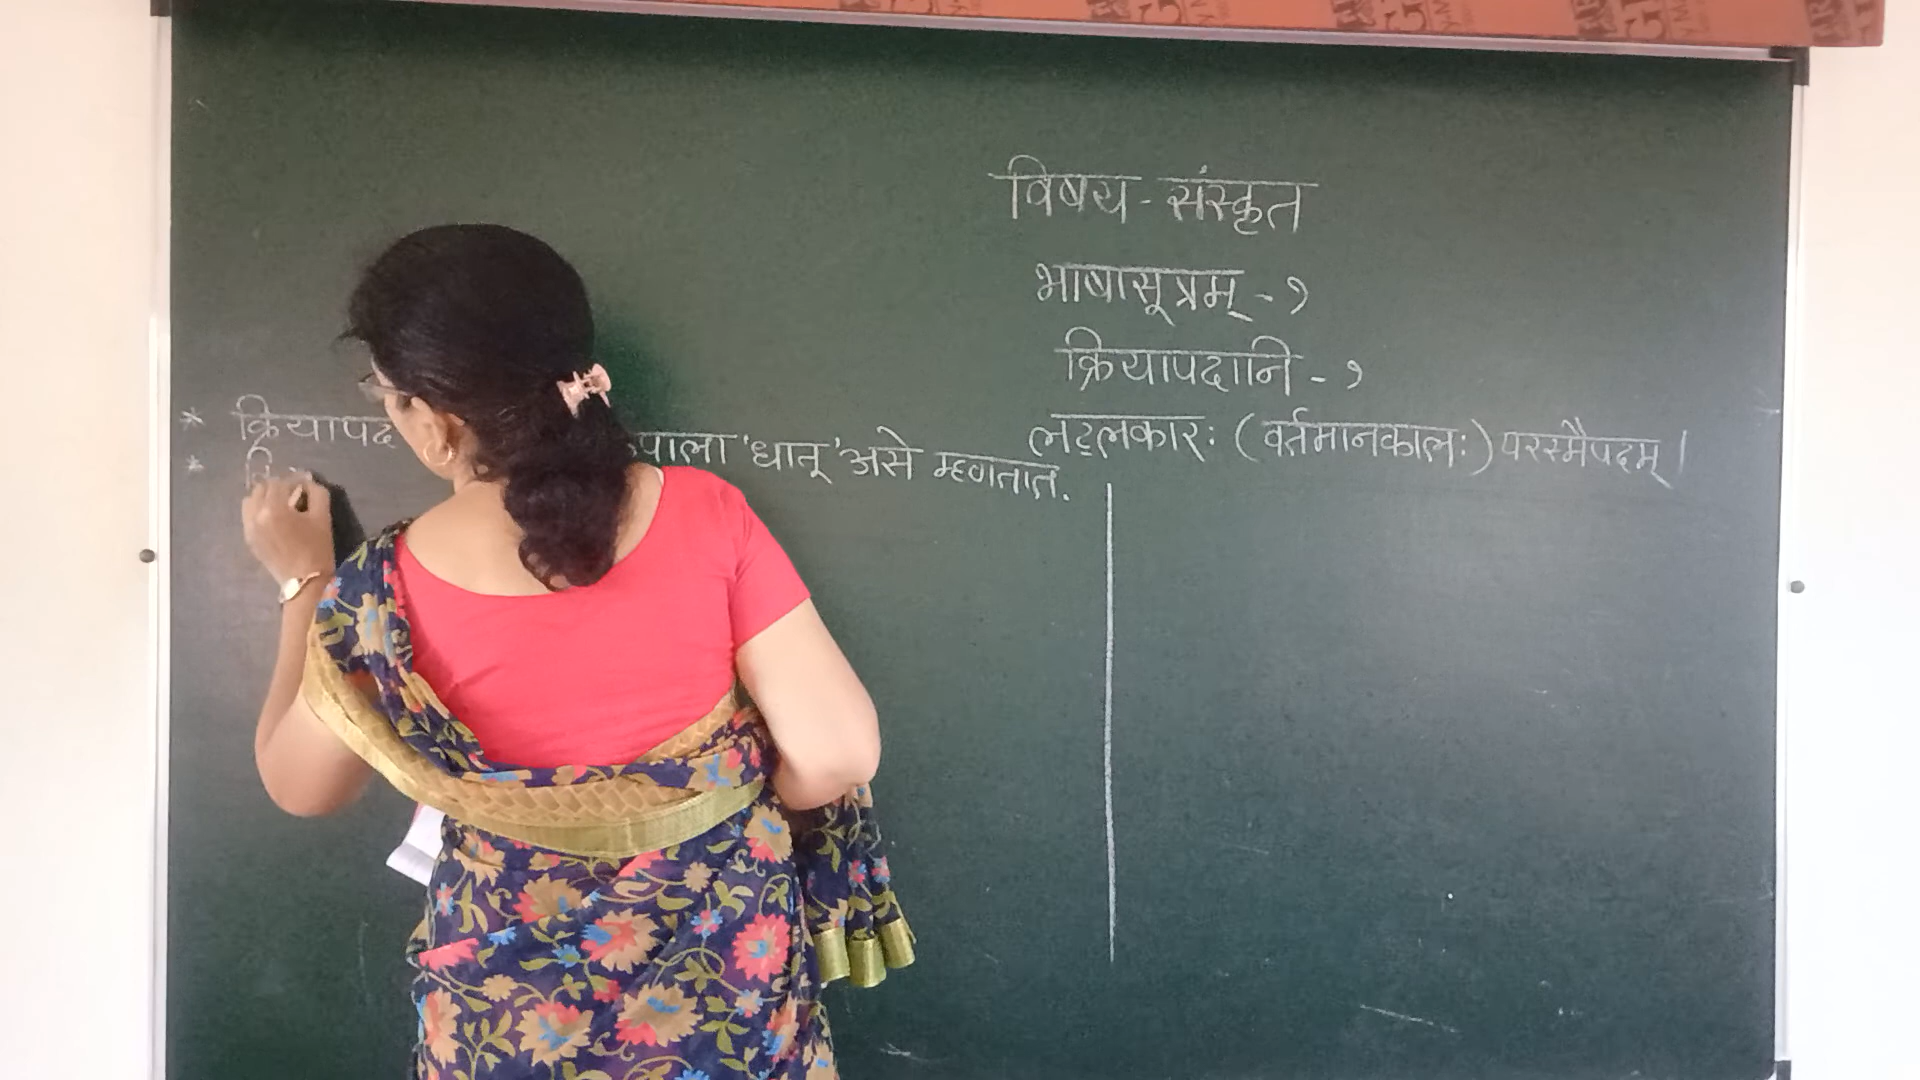 विषय - संस्कृत
भाषासूत्रम् - १
क्रियापदानि - १
लट्लकारः (वर्तमानकालः) परस्मैपदम् ।
* क्रियापद 'धातू' असे म्हणतात.
*